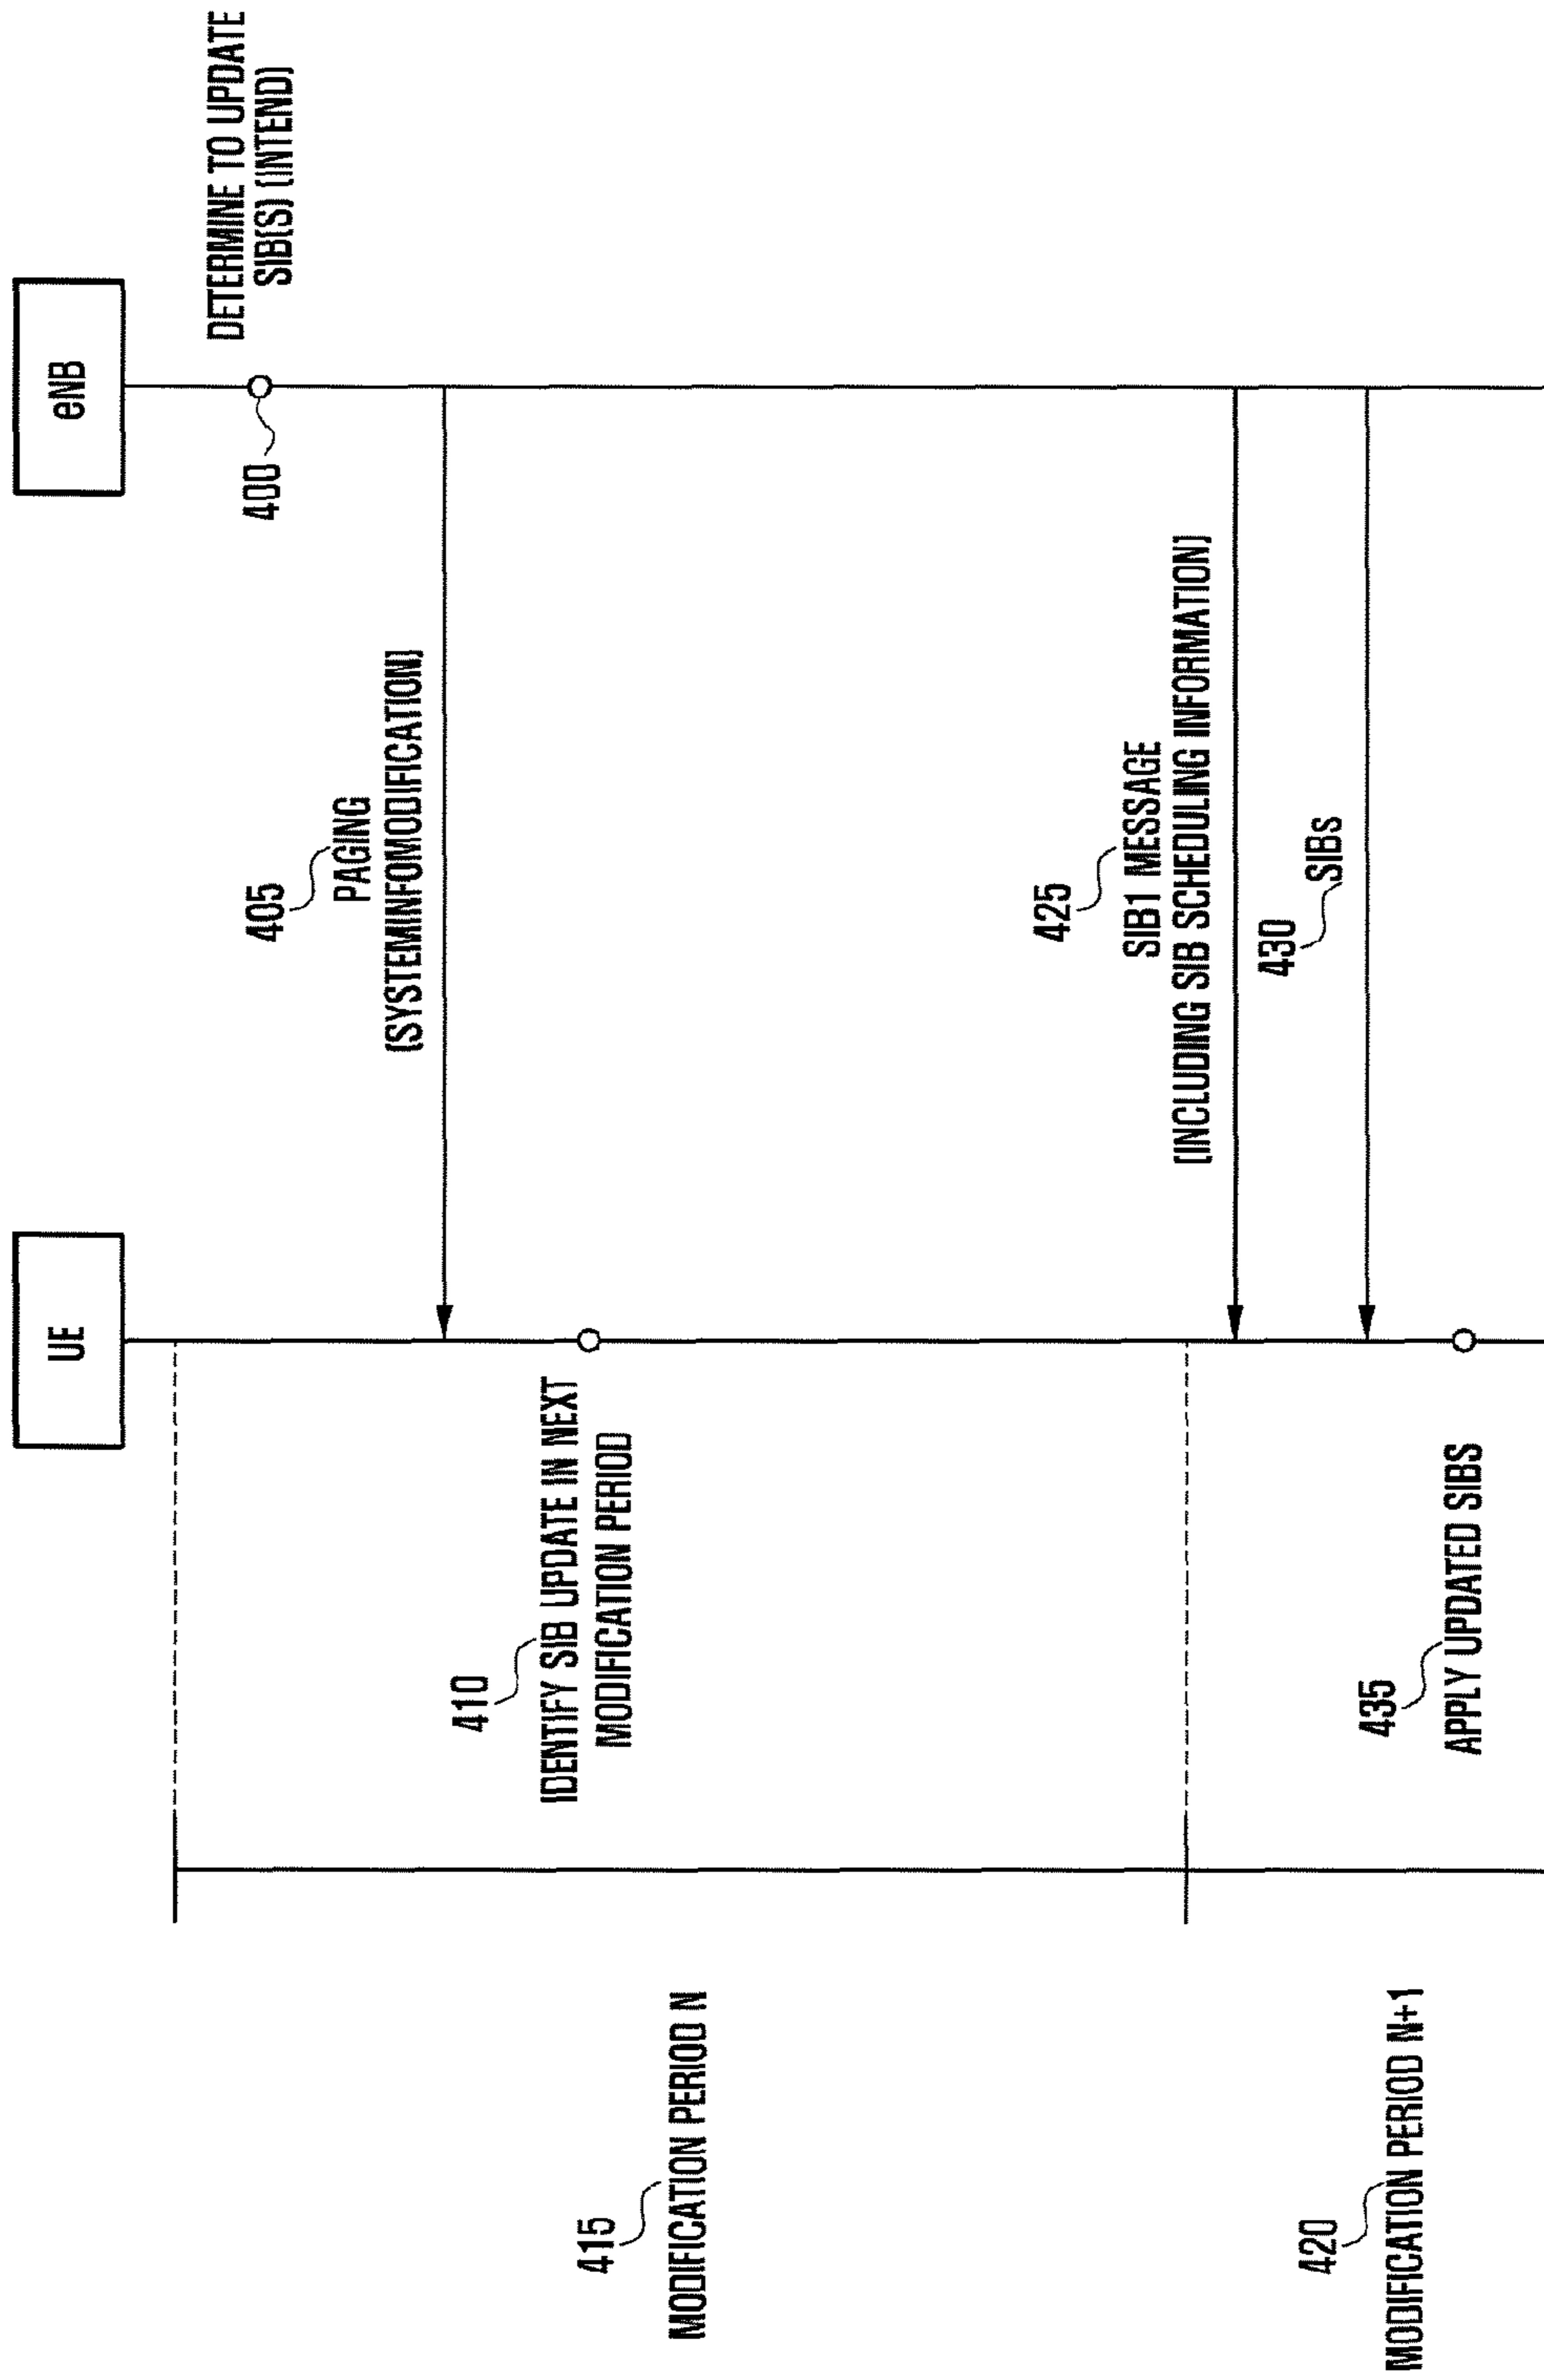 UE
eNB
DETERMINE TO UPDATE
SIB(S) (INTEND)
400
405
PAGING
(SYSTEMINFOMODIFICATION)
410
IDENTIFY SIB UPDATE IN NEXT
MODIFICATION PERIOD
415
MODIFICATION PERIOD N
425
SIB1 MESSAGE
(INCLUDING SIB SCHEDULING INFORMATION)
430
SIBs
420
MODIFICATION PERIOD N+1
435
APPLY UPDATED SIBS